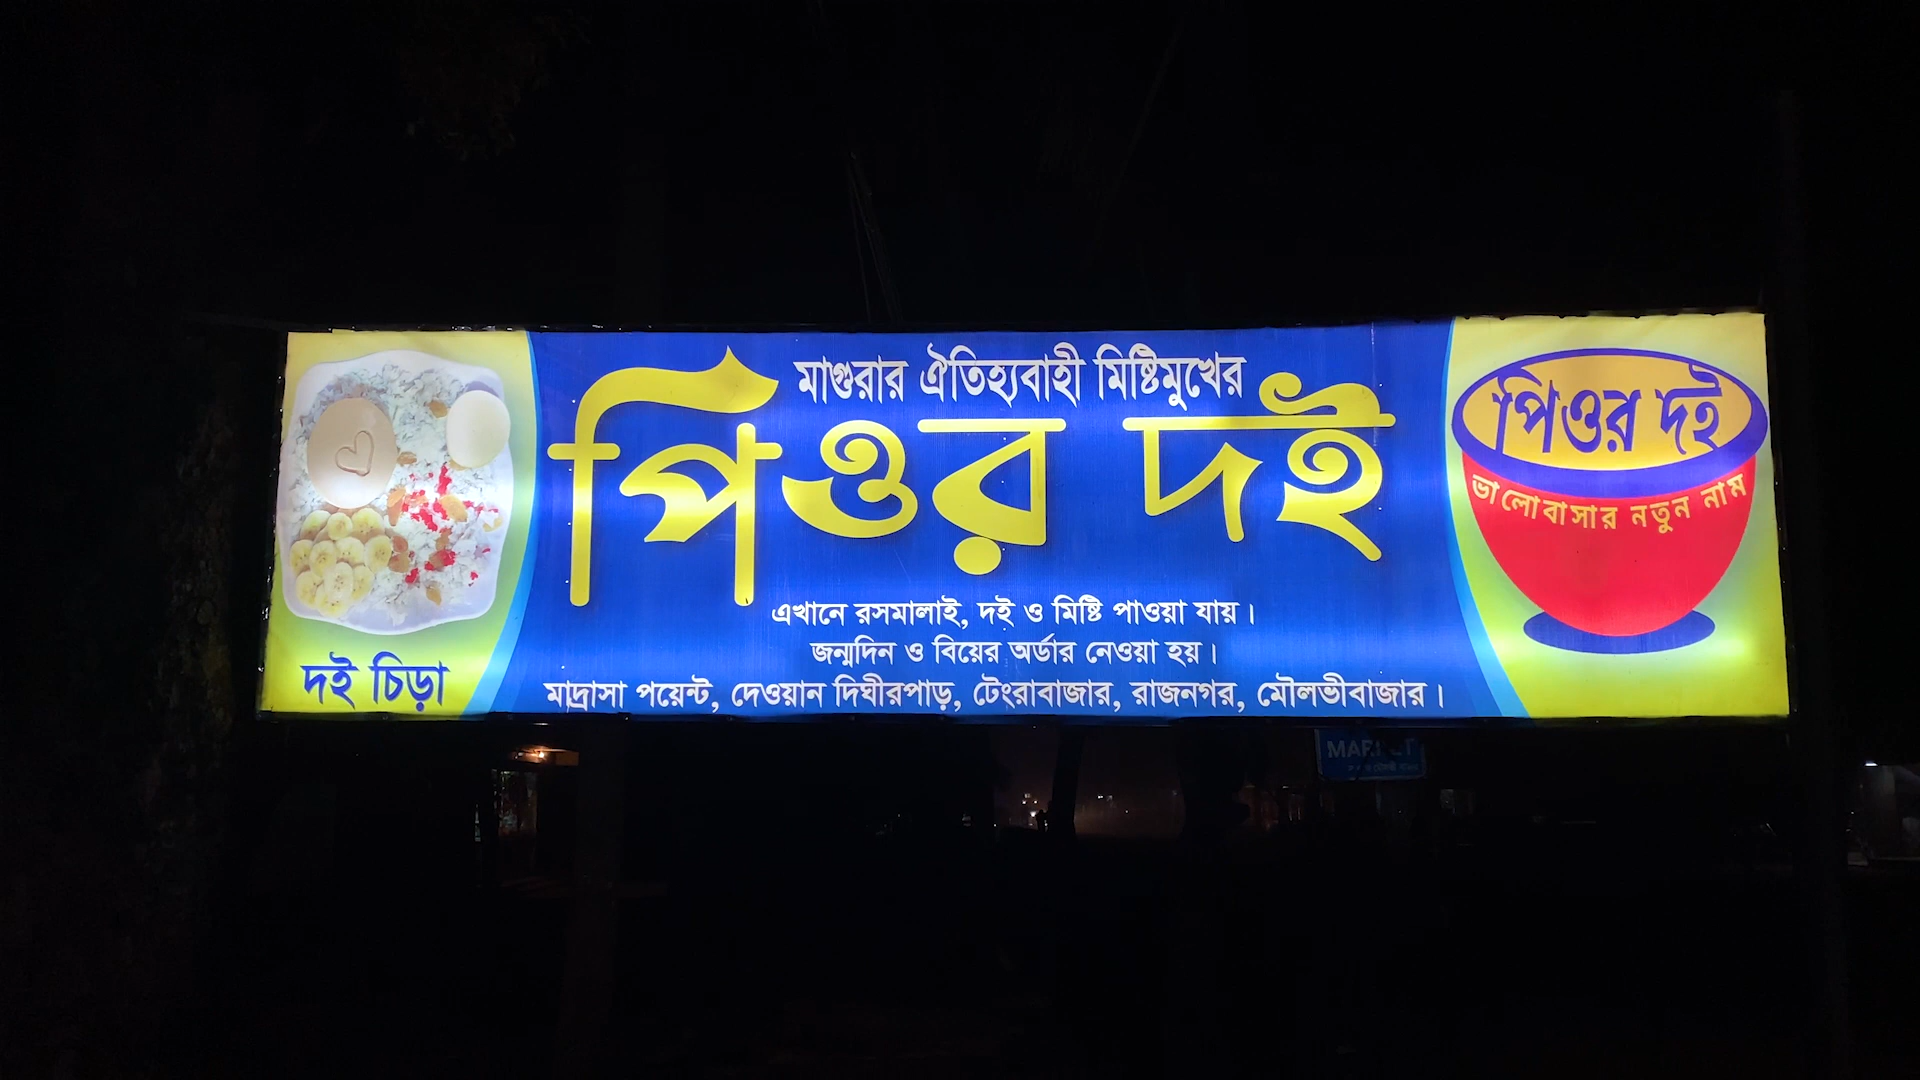 মাগুরার ঐতিহ্যবাহী মিষ্টিমুখের
পিওর দই
এখানে রসমালাই, দই ও মিষ্টি পাওয়া যায়।
জন্মদিন ও বিয়ের অর্ডার নেওয়া হয়।
মাদ্রাসা পয়েন্ট, দেওয়ান দিঘীরপাড়, টেংরাবাজার, রাজনগর, মৌলভীবাজার।
দই চিড়া
পিওর দই
ভালোবাসার নতুন নাম
MARKET